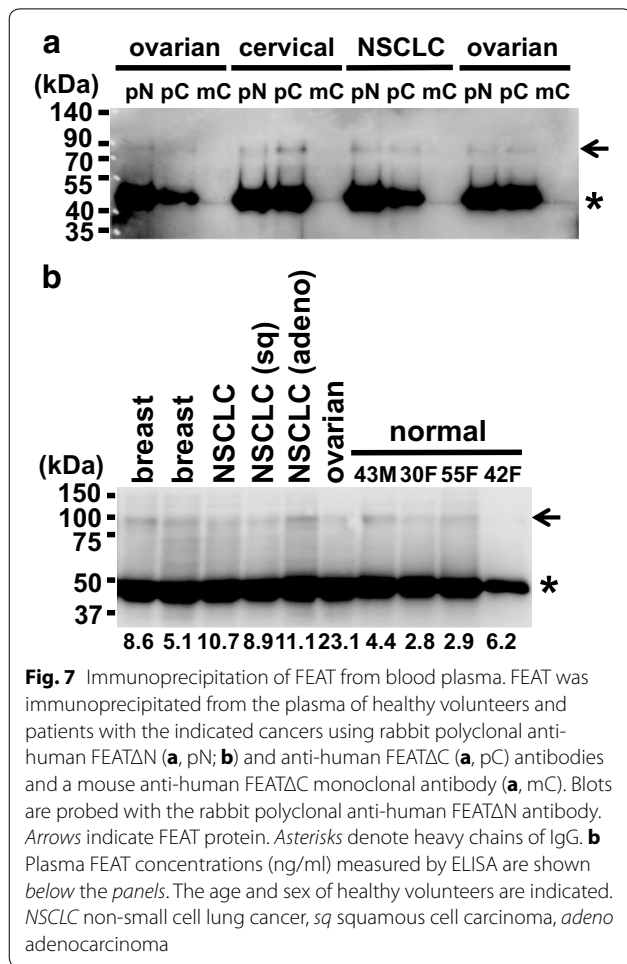 a
ovarian cervical NSCLC ovarian
(kDa) pN pC mC pN pC mC pN pC mC pN pC mC
140
90
70
55
40
35
*
b
breast breast NSCLC NSCLC (sq) NSCLC (adeno) ovarian normal
(kDa) 43M 30F 55F 42F
150
100
75
50
*
37
8.6 5.1 10.7 8.9 11.1 23.1 4.4 2.8 2.9 6.2
Fig. 7 Immunoprecipitation of FEAT from blood plasma. FEAT was
immunoprecipitated from the plasma of healthy volunteers and
patients with the indicated cancers using rabbit polyclonal anti-
human FEATΔN (a, pN; b) and anti-human FEATΔC (a, pC) antibodies
and a mouse anti-human FEATΔC monoclonal antibody (a, mC). Blots
are probed with the rabbit polyclonal anti-human FEATΔN antibody.
Arrows indicate FEAT protein. Asterisks denote heavy chains of IgG. b
Plasma FEAT concentrations (ng/ml) measured by ELISA are shown
below the panels. The age and sex of healthy volunteers are indicated.
NSCLC non-small cell lung cancer, sq squamous cell carcinoma, adeno
adenocarcinoma